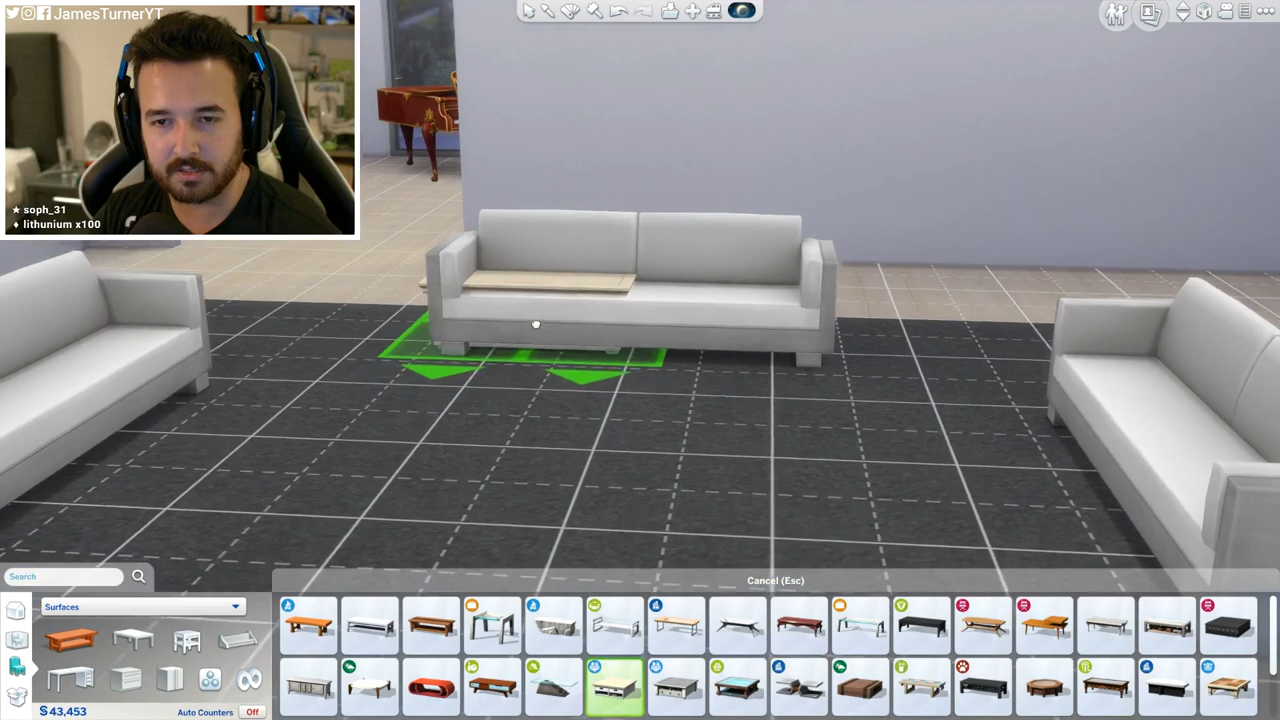 JamesTurnerYT
soph_31
lithunium x100
Cancel (Esc)
Search
Surfaces
$43,453
Auto Counters
Off